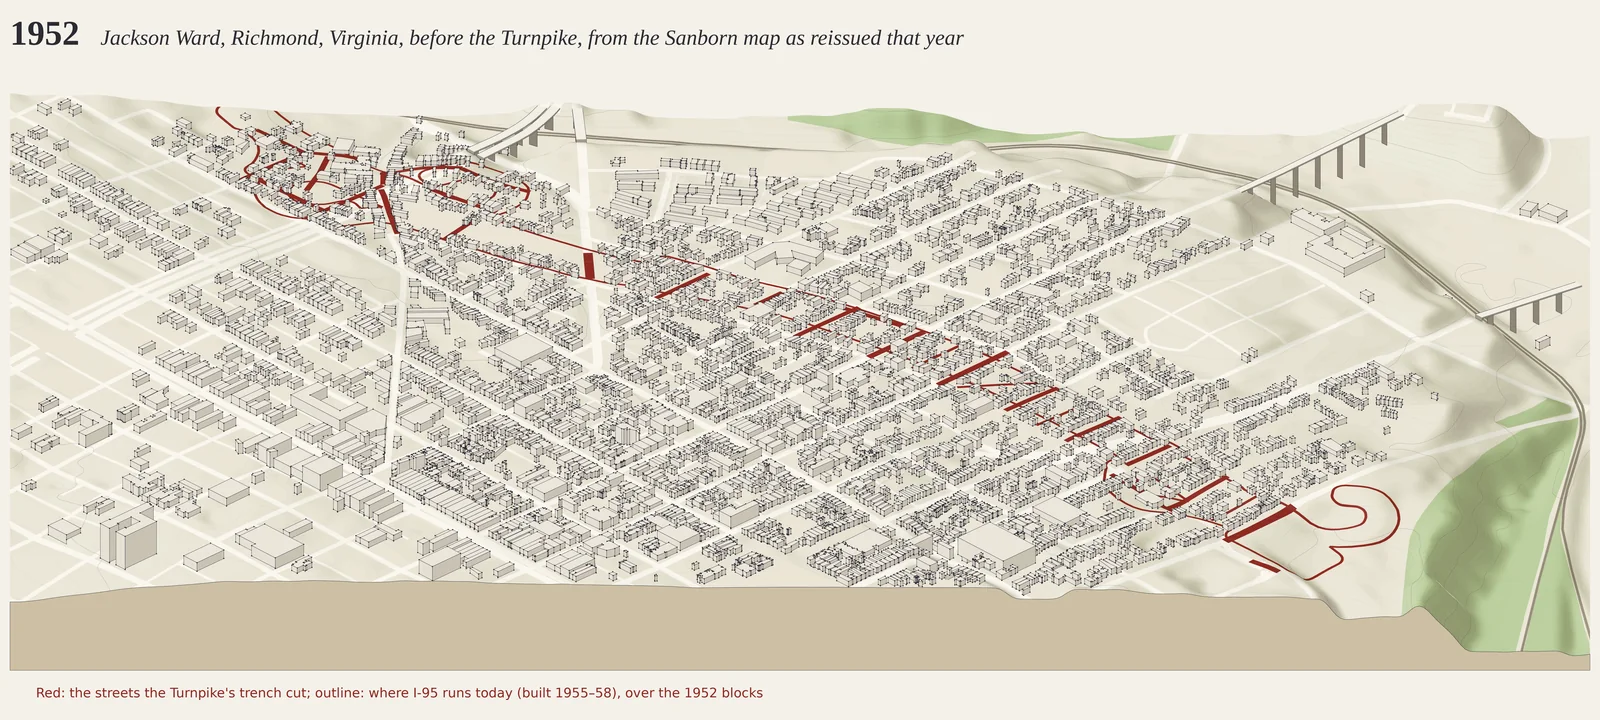 1952 Jackson Ward, Richmond, Virginia, before the Turnpike, from the Sanborn map as reissued that year
Red: the streets the Turnpike's trench cut; outline: where I-95 runs today (built 1955–58), over the 1952 blocks